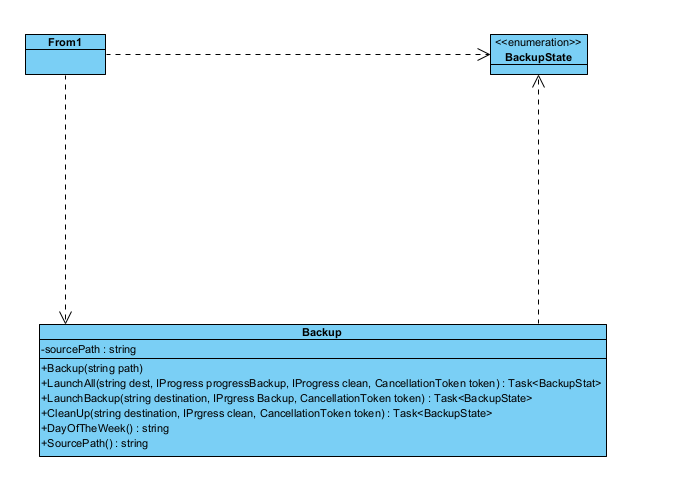 From1
<<enumeration>>
BackupState
Backup
-sourcePath : string
+Backup(string path)
+LaunchAll(string dest, IProgress progressBackup, IProgress clean, CancellationToken token) : Task<BackupStat>
+LaunchBackup(string destination, IPrgress Backup, CancellationToken token) : Task<BackupState>
+CleanUp(string destination, IPrgress clean, CancellationToken token) : Task<BackupState>
+DayOfTheWeek() : string
+SourcePath() : string